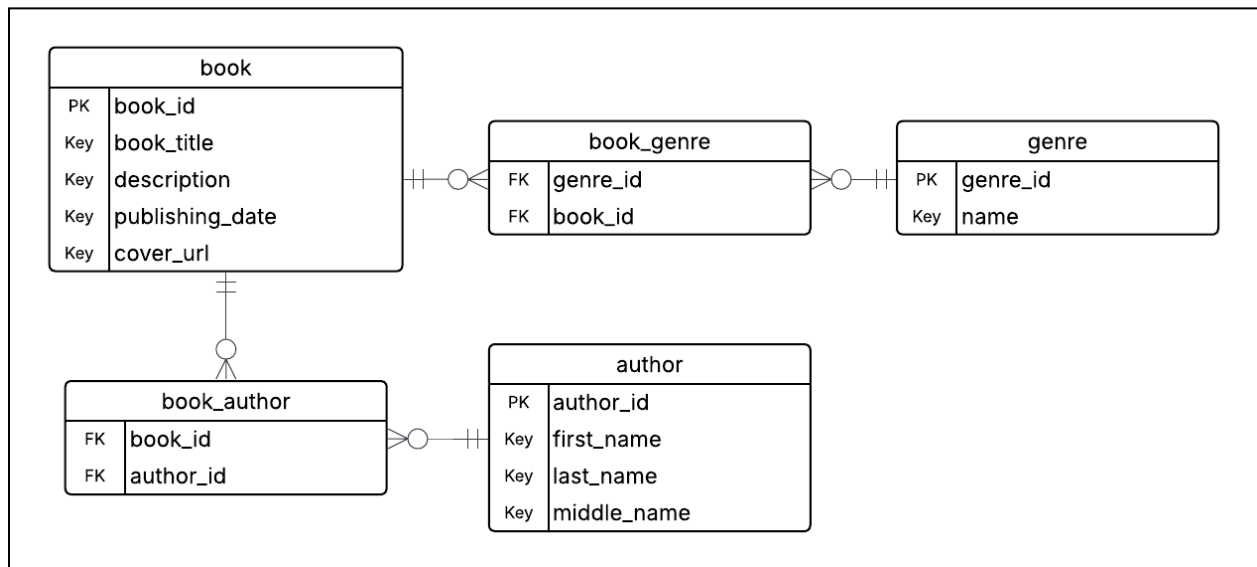 book
PK book_id
Key book_title
Key description
Key publishing_date
Key cover_url
book_genre
FK genre_id
FK book_id
genre
PK genre_id
Key name
book_author
FK book_id
FK author_id
author
PK author_id
Key first_name
Key last_name
Key middle_name